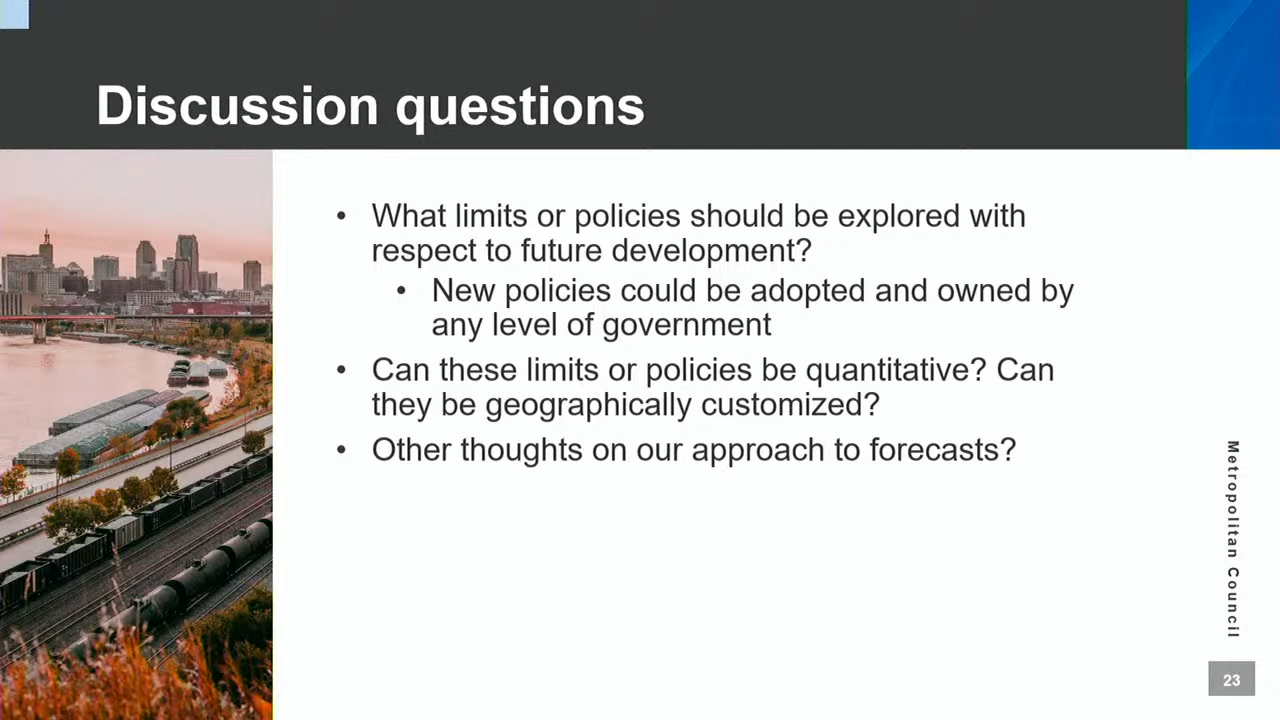 Discussion questions
• What limits or policies should be explored with
respect to future development?
• New policies could be adopted and owned by
any level of government
• Can these limits or policies be quantitative? Can
they be geographically customized?
• Other thoughts on our approach to forecasts?
Metropolitan Council
23